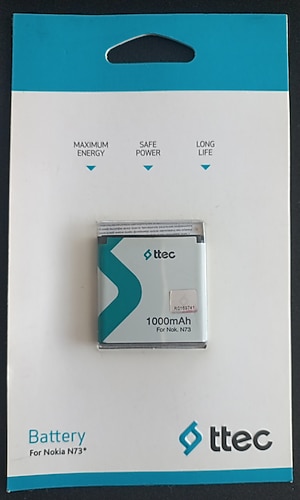 MAXIMUM
ENERGY
SAFE
POWER
LONG
LIFE
ttec
1000mAh
For Nok. N73
Battery
For Nokia N73*
ttec